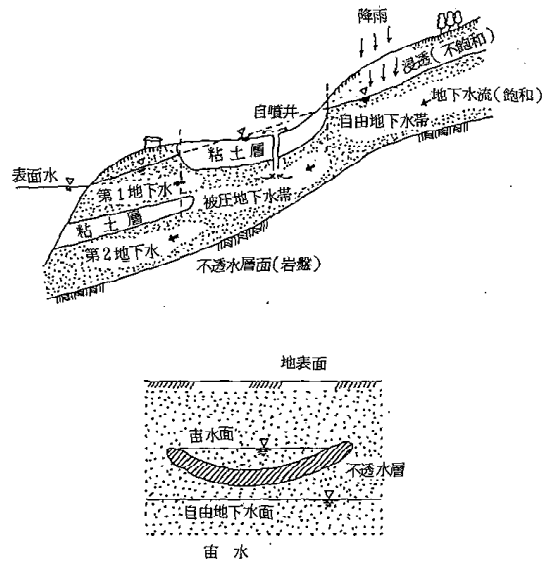 降雨
浸透(不飽和)
自噴井
地下水流(飽和)
自由地下水帯
粘土層
表面水
第1地下水
被圧地下水帯
粘土層
第2地下水
不透水層面(岩盤)
地表面
宙水面
不透水層
自由地下水面
宙水